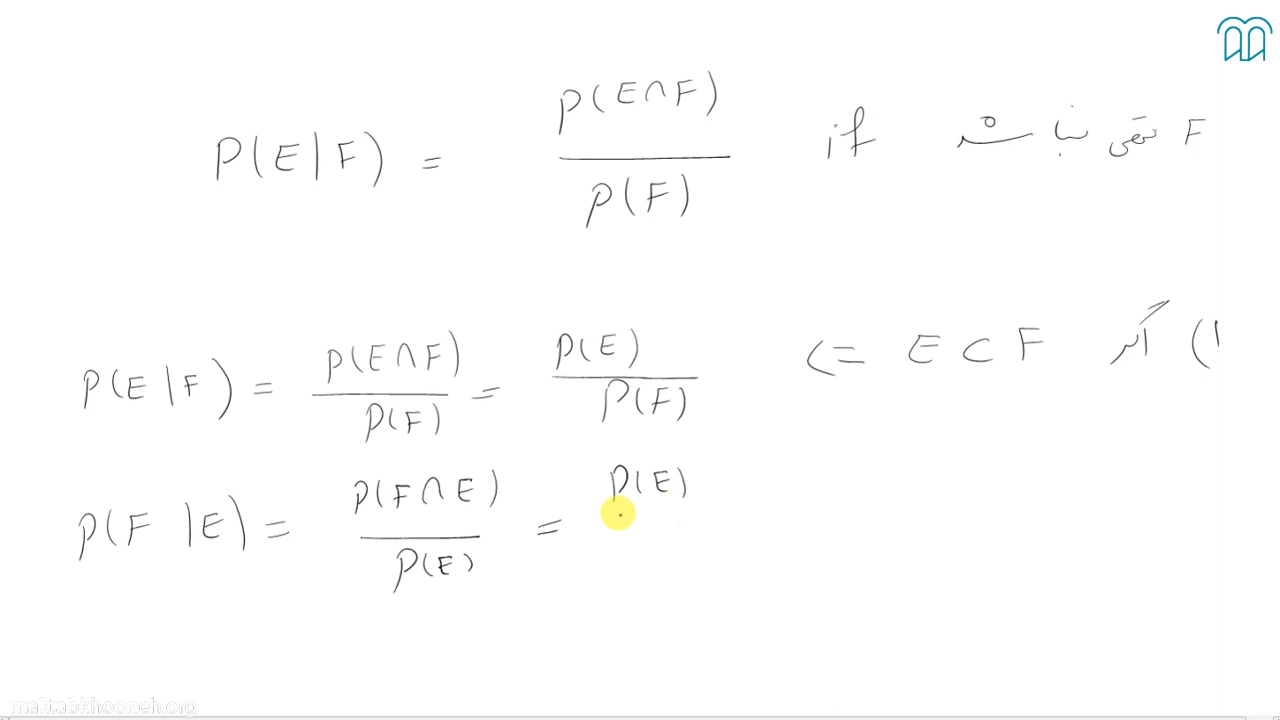 P(E|F) = P(E∩F) / P(F) if F تهی نباشد
۱) اگر E ⊂ F => P(E|F) = P(E∩F) / P(F) = P(E) / P(F)
P(F|E) = P(F∩E) / P(E) = P(E)
maktabkhooneh.org